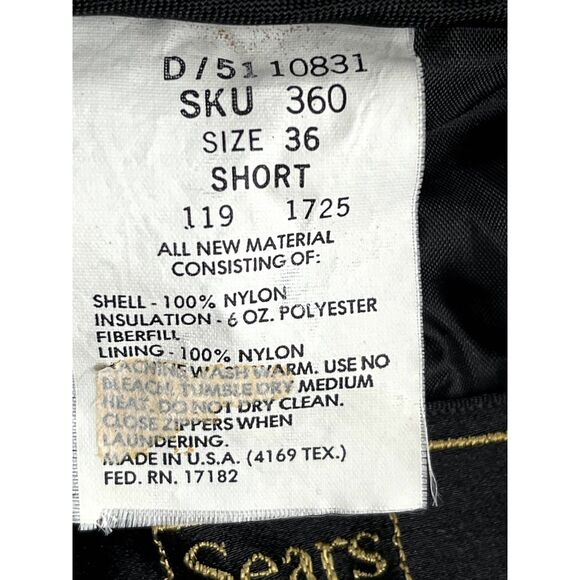 D/51 10831
SKU 360
SIZE 36
SHORT
119 1725
ALL NEW MATERIAL
CONSISTING OF:
SHELL - 100% NYLON
INSULATION - 6 OZ. POLYESTER
FIBERFILL
LINING - 100% NYLON
MACHINE WASH WARM. USE NO
BLEACH, TUMBLE DRY MEDIUM
HEAT. DO NOT DRY CLEAN.
CLOSE ZIPPERS WHEN
LAUNDERING.
MADE IN U.S.A. (4169 TEX.)
FED. RN. 17182
Sears